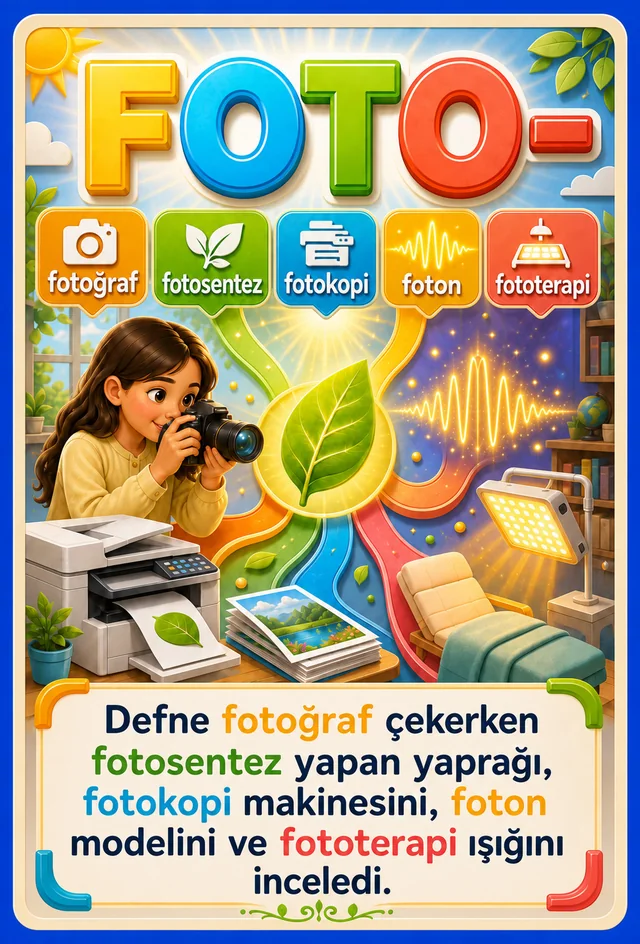 FOTO-
fotoğraf
fotosentez
fotokopi
foton
fototerapi
Defne fotoğraf çekerken
fotosentez yapan yaprağı,
fotokopi makinesini, foton
modelini ve fototerapi ışığını
inceledi.